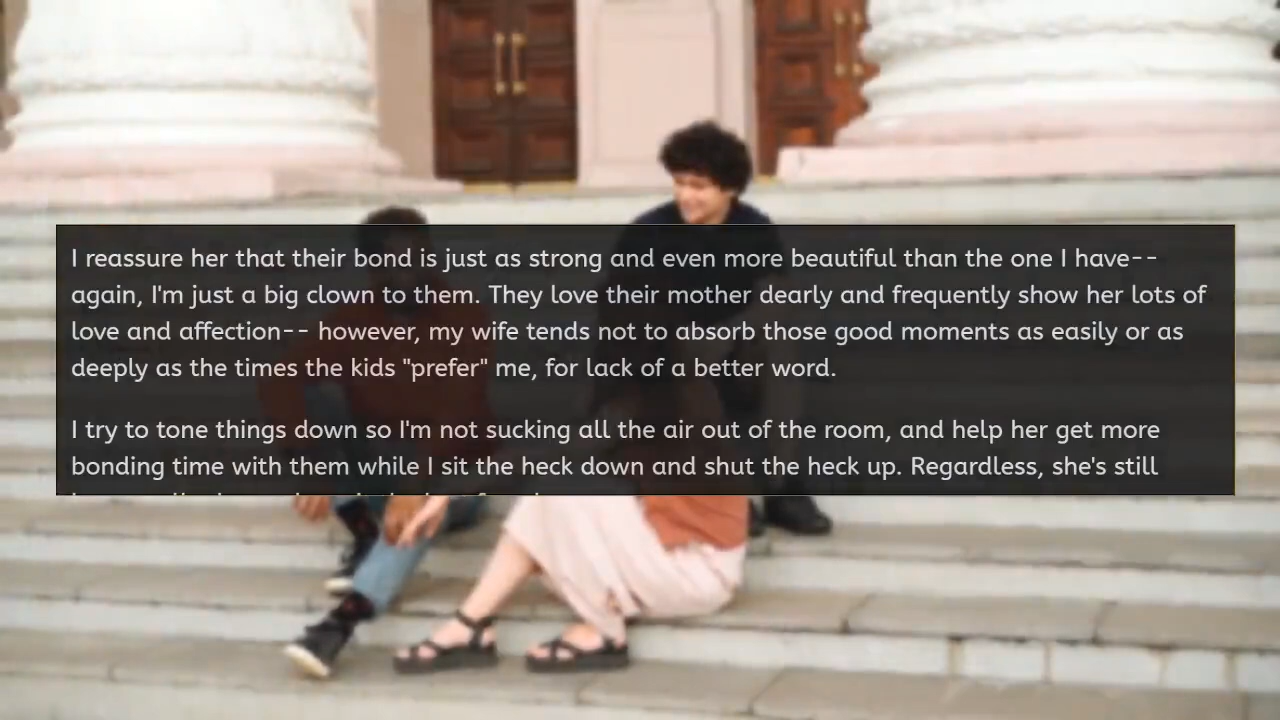 I reassure her that their bond is just as strong and even more beautiful than the one I have--
again, I'm just a big clown to them. They love their mother dearly and frequently show her lots of
love and affection-- however, my wife tends not to absorb those good moments as easily or as
deeply as the times the kids "prefer" me, for lack of a better word.
I try to tone things down so I'm not sucking all the air out of the room, and help her get more
bonding time with them while I sit the heck down and shut the heck up. Regardless, she's still